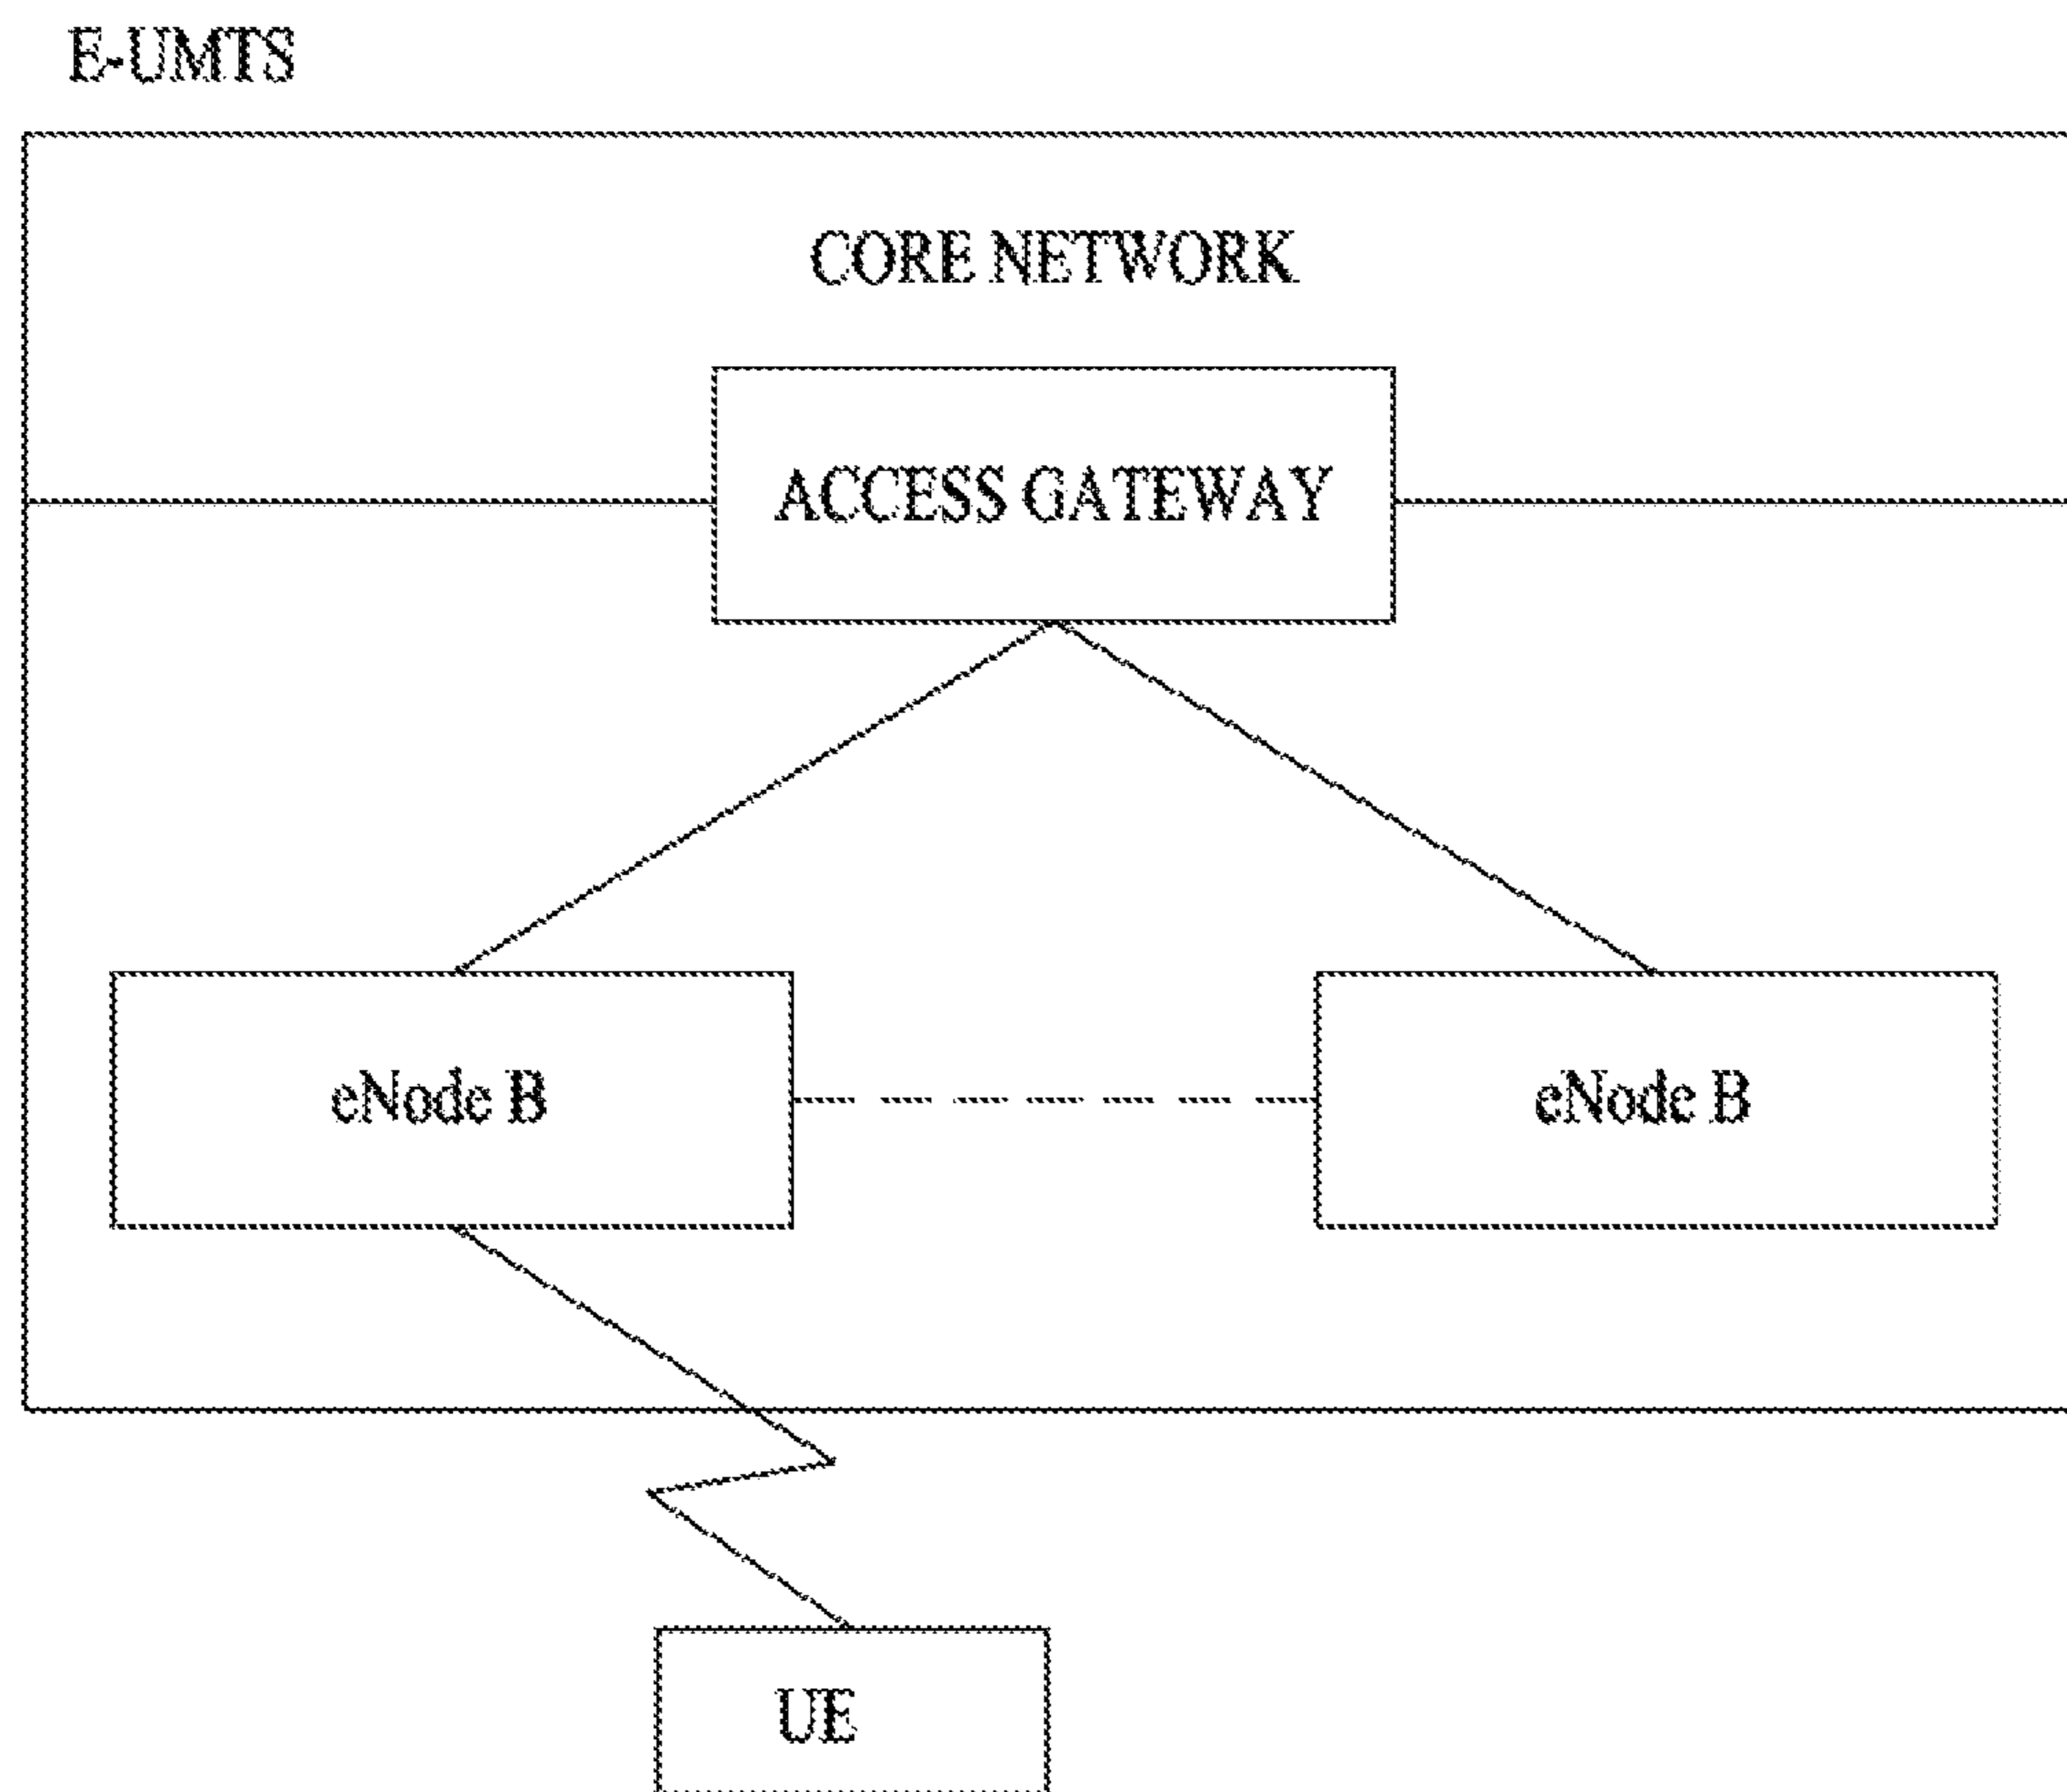 E-UMTS
CORE NETWORK
ACCESS GATEWAY
eNode B
eNode B
UE